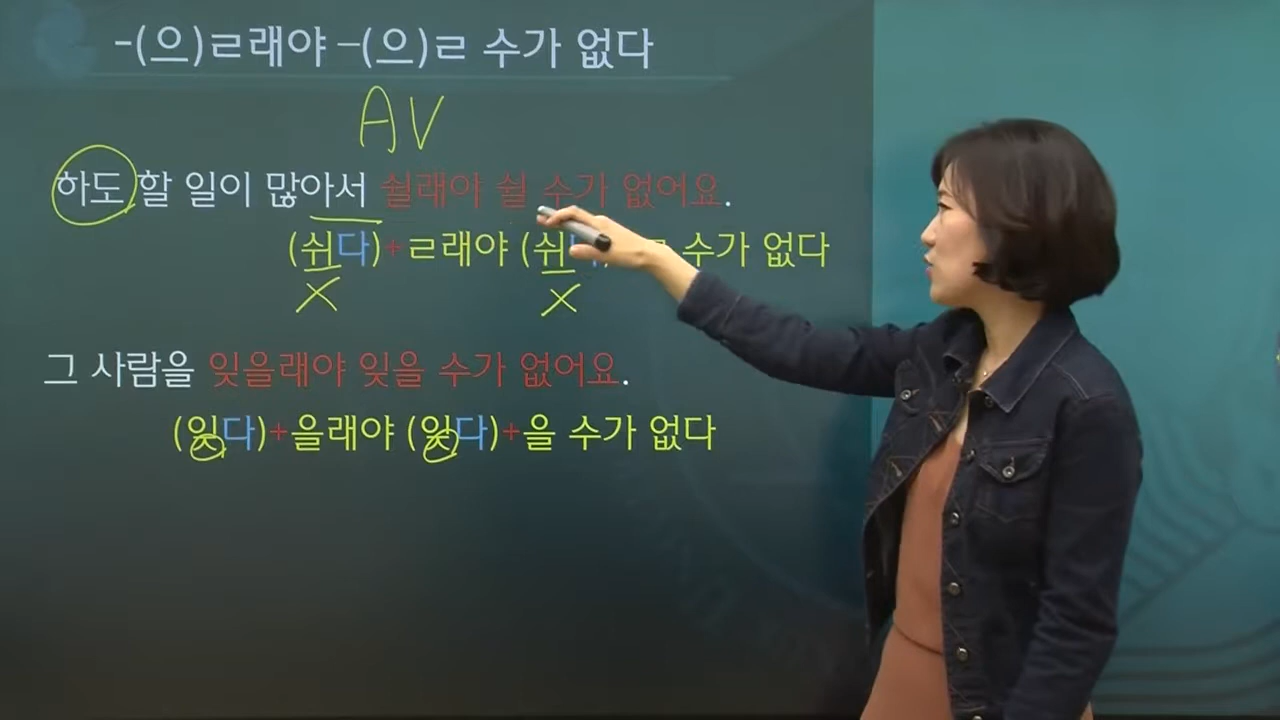 -(으)ㄹ래야 -(으)ㄹ 수가 없다
AV
하도 할 일이 많아서 쉴래야 쉴 수가 없어요.
(쉬다)+ㄹ래야 (쉬 수가 없다
X X
그 사람을 잊을래야 잊을 수가 없어요.
(잊다)+을래야 (잊다)+을 수가 없다